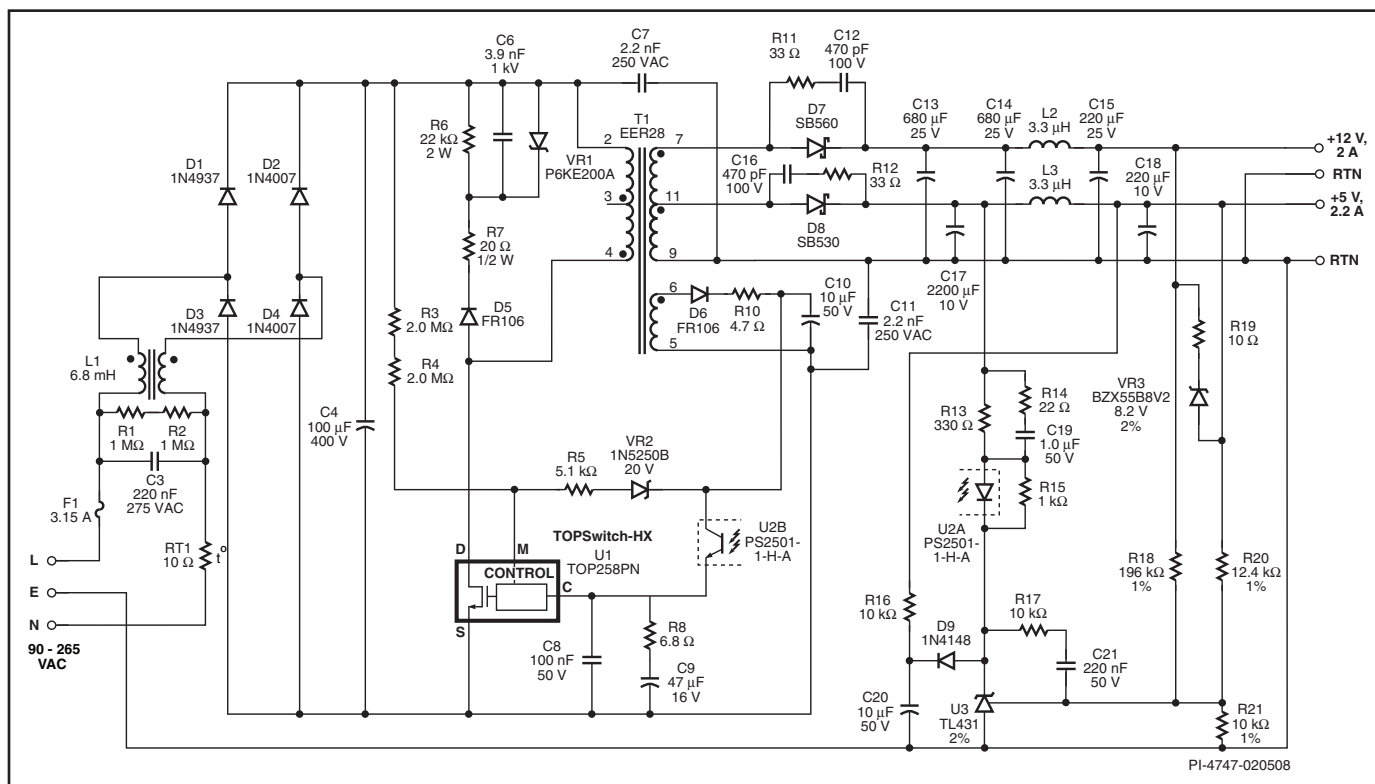 C6
3.9 nF
1 kV
C7
2.2 nF
250 VAC
R11
33 Ω
C12
470 pF
100 V
R6
22 kΩ
2 W
VR1
P6KE200A
T1
EER28
2
3
4
7
11
9
6
5
D7
SB560
C16
470 pF
100 V
R12
33 Ω
D8
SB530
C13
680 µF
25 V
C14
680 µF
25 V
L2
3.3 µH
C15
220 µF
25 V
L3
3.3 µH
C18
220 µF
10 V
+12 V,
2 A
RTN
+5 V,
2.2 A
RTN
D1
1N4937
D2
1N4007
D3
1N4937
D4
1N4007
R7
20 Ω
1/2 W
D5
FR106
R3
2.0 MΩ
R4
2.0 MΩ
D6
FR106
R10
4.7 Ω
C10
10 µF
50 V
C11
2.2 nF
250 VAC
C17
2200 µF
10 V
L1
6.8 mH
R1
1 MΩ
R2
1 MΩ
C3
220 nF
275 VAC
F1
3.15 A
RT1
10 Ω
t°
L
E
N
90 - 265
VAC
C4
100 µF
400 V
R5
5.1 kΩ
VR2
1N5250B
20 V
TOPSwitch-HX
U1
TOP258PN
D
M
CONTROL
C
S
U2B
PS2501-
1-H-A
C8
100 nF
50 V
R8
6.8 Ω
C9
47 µF
16 V
R13
330 Ω
R14
22 Ω
C19
1.0 µF
50 V
R15
1 kΩ
U2A
PS2501-
1-H-A
R19
10 Ω
VR3
BZX55B8V2
8.2 V
2%
R16
10 kΩ
D9
1N4148
R17
10 kΩ
C21
220 nF
50 V
R18
196 kΩ
1%
R20
12.4 kΩ
1%
C20
10 µF
50 V
U3
TL431
2%
R21
10 kΩ
1%
PI-4747-020508